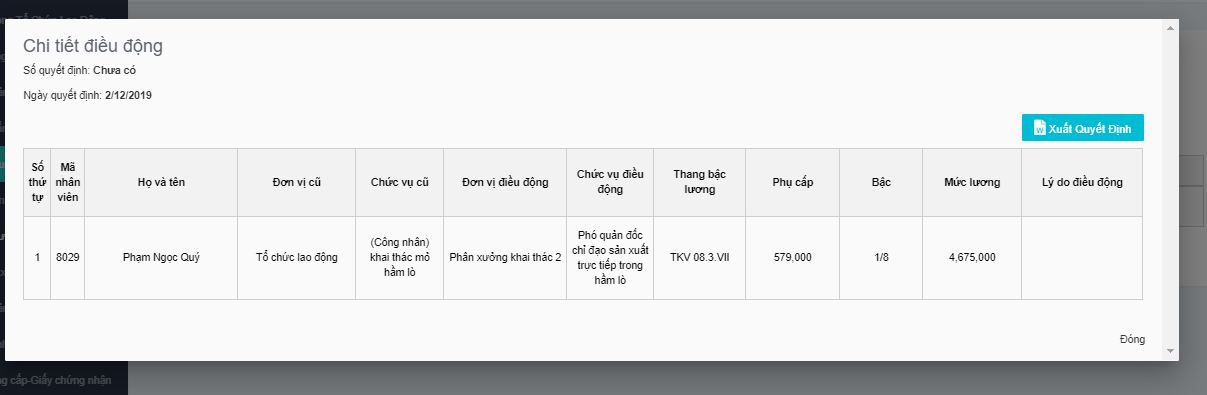 Chi tiết điều động
Số quyết định: Chưa có
Ngày quyết định: 2/12/2019
Xuất Quyết Định
Số thứ tự
Mã nhân viên
Họ và tên
Đơn vị cũ
Chức vụ cũ
Đơn vị điều động
Chức vụ điều động
Thang bậc lương
Phụ cấp
Bậc
Mức lương
Lý do điều động
1
8029
Phạm Ngọc Quý
Tổ chức lao động
(Công nhân) khai thác mỏ hầm lò
Phân xưởng khai thác 2
Phó quản đốc chỉ đạo sản xuất trực tiếp trong hầm lò
TKV 08.3.VII
579,000
1/8
4,675,000
Đóng
cấp-Giấy chứng nhận